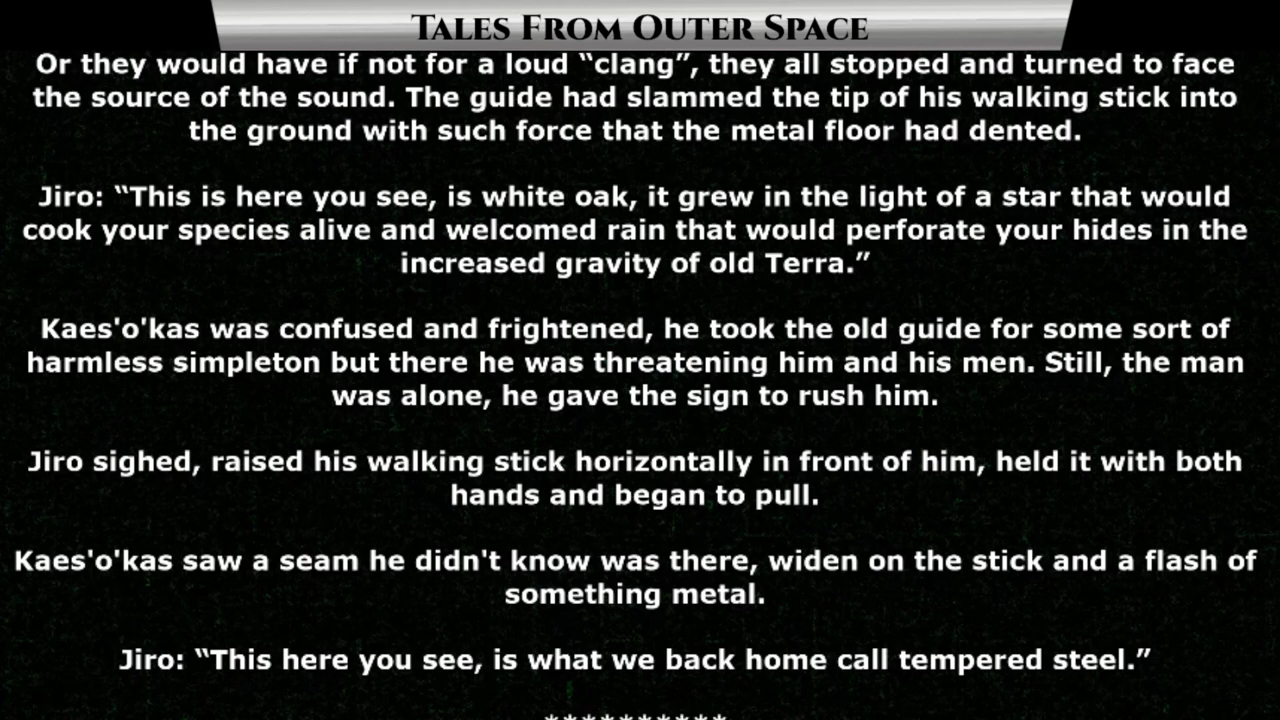 Tales From Outer Space
Or they would have if not for a loud “clang”, they all stopped and turned to face
the source of the sound. The guide had slammed the tip of his walking stick into
the ground with such force that the metal floor had dented.
Jiro: “This is here you see, is white oak, it grew in the light of a star that would
cook your species alive and welcomed rain that would perforate your hides in the
increased gravity of old Terra.”
Kaes'o'kas was confused and frightened, he took the old guide for some sort of
harmless simpleton but there he was threatening him and his men. Still, the man
was alone, he gave the sign to rush him.
Jiro sighed, raised his walking stick horizontally in front of him, held it with both
hands and began to pull.
Kaes'o'kas saw a seam he didn't know was there, widen on the stick and a flash of
something metal.
Jiro: “This here you see, is what we back home call tempered steel.”
**********